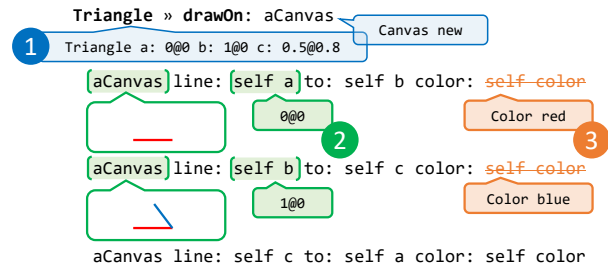 Triangle » drawOn: aCanvas
Canvas new
1
Triangle a: 0@0 b: 1@0 c: 0.5@0.8
aCanvas line: self a to: self b color: self color
0@0
Color red
2
3
aCanvas line: self b to: self c color: self color
1@0
Color blue
aCanvas line: self c to: self a color: self color